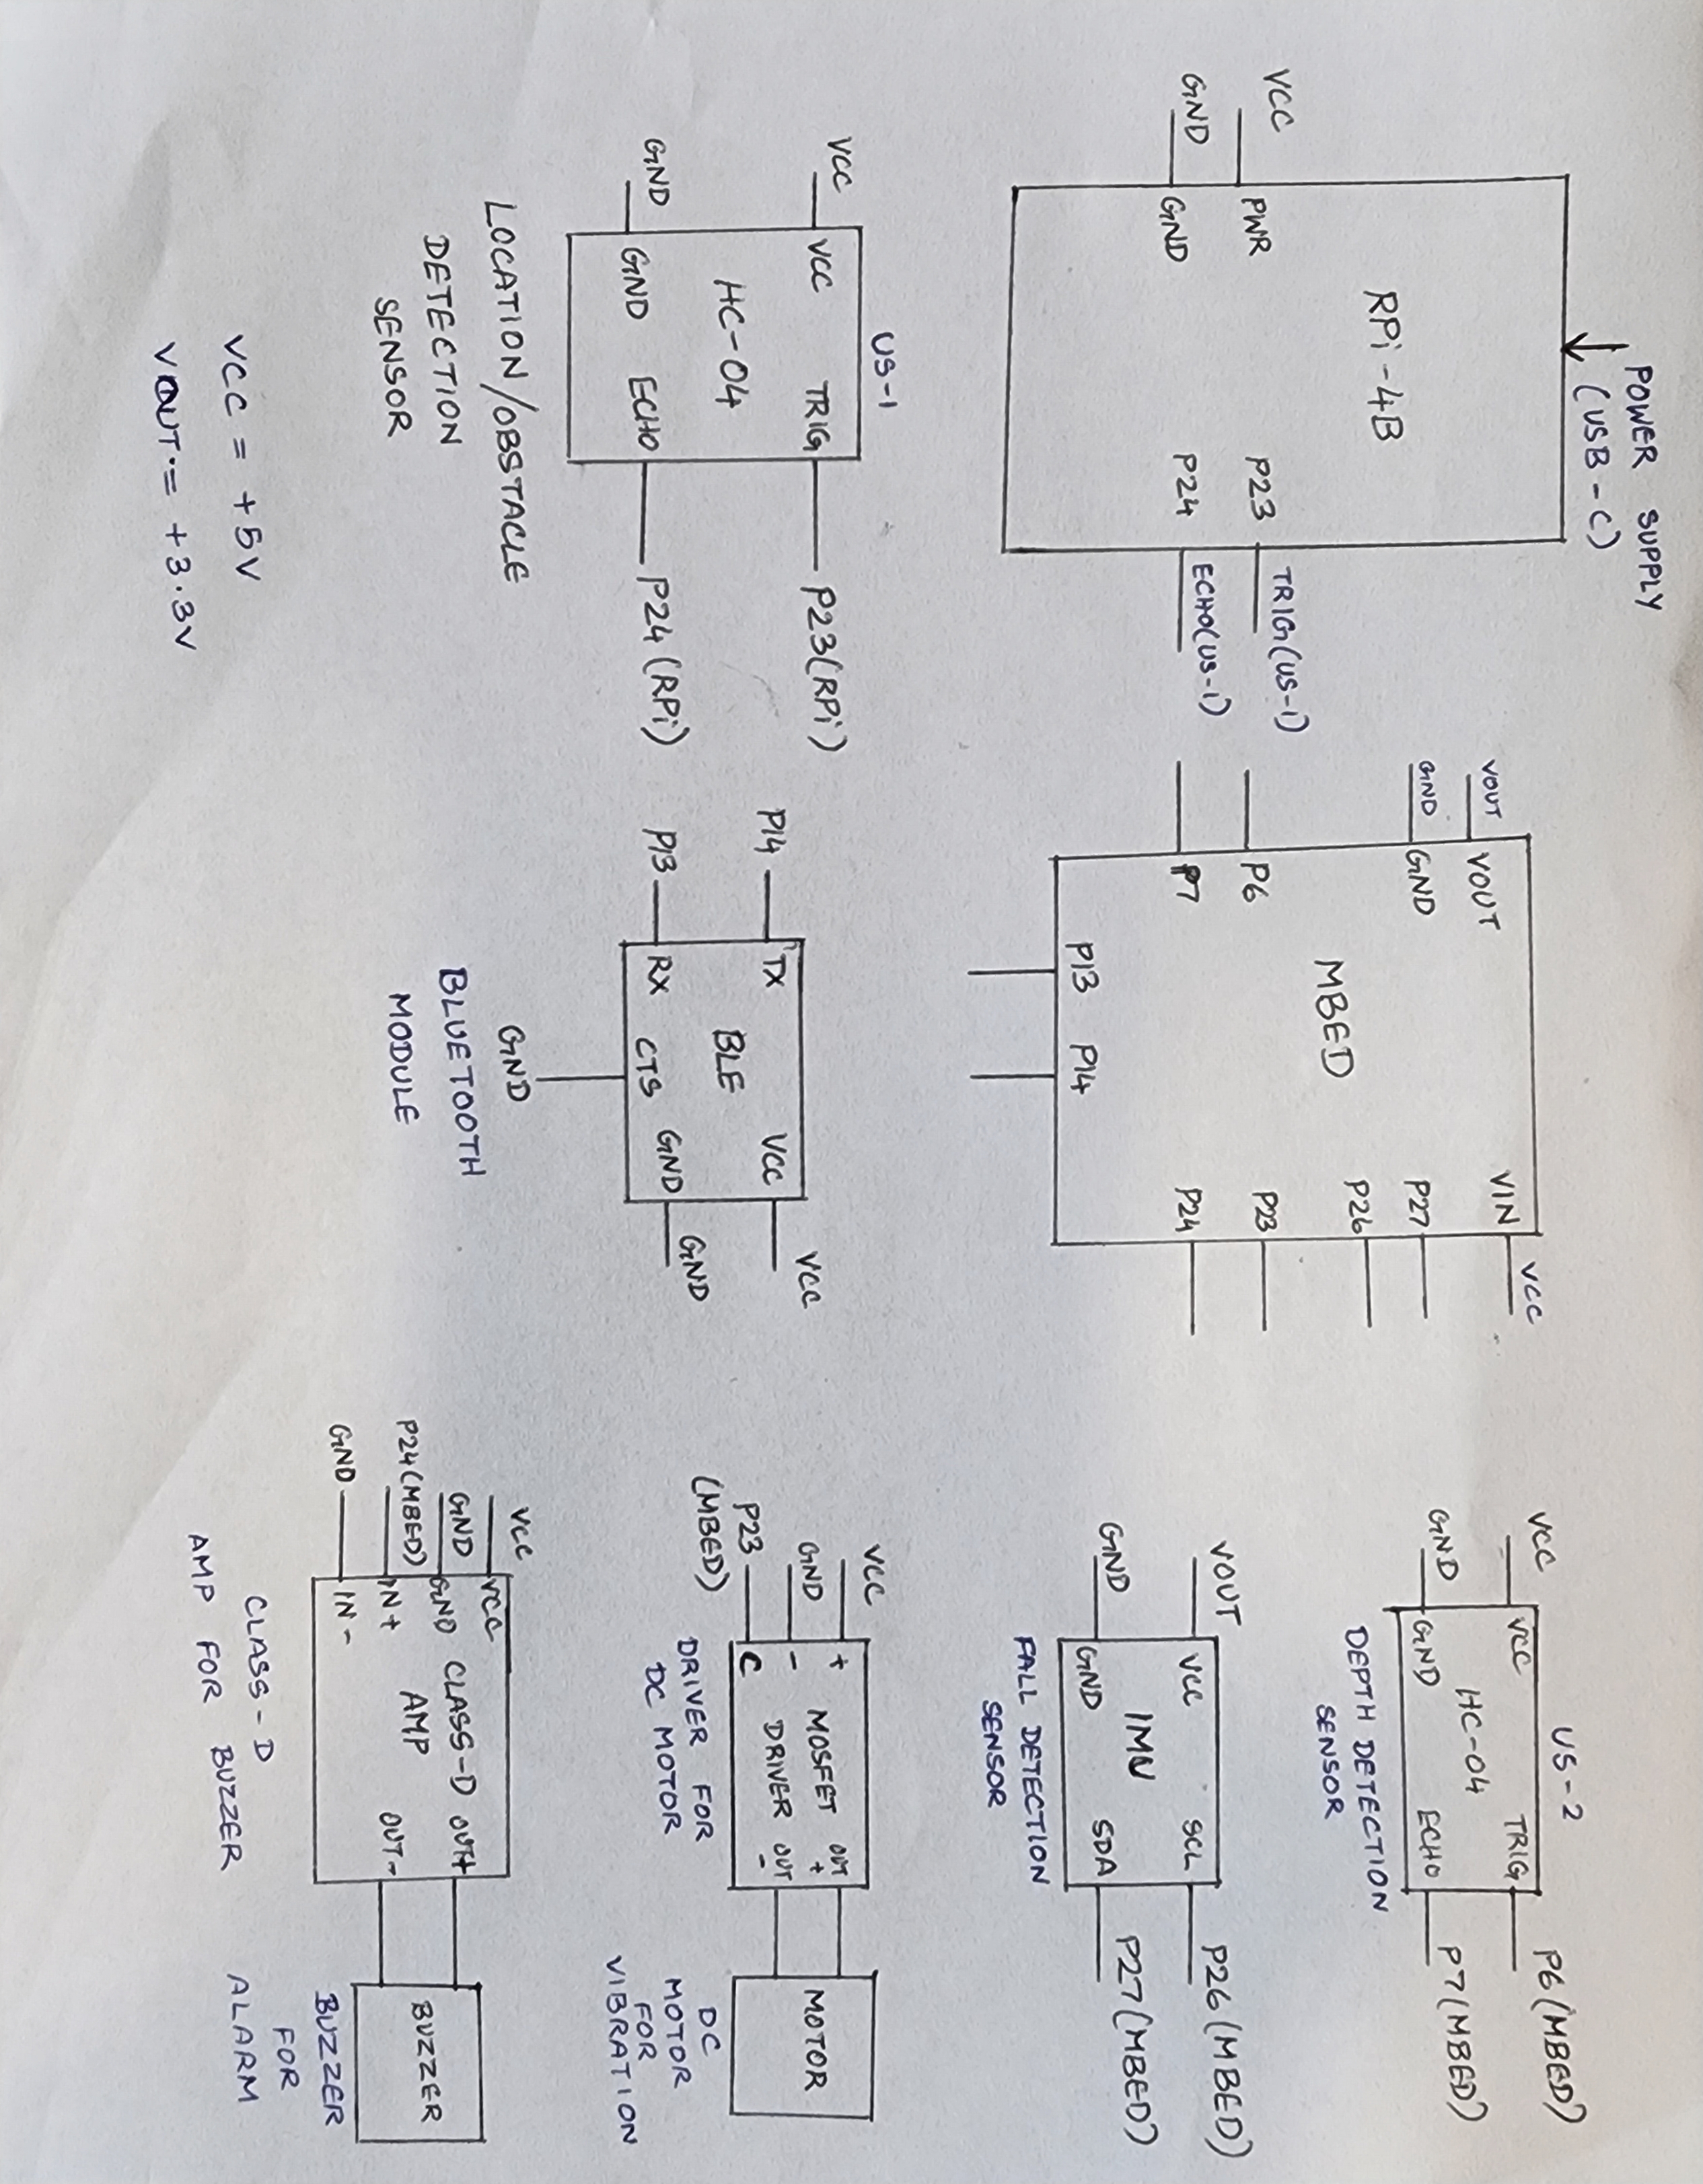 POWER SUPPLY
(USB-C)
RPi-4B
VCC
PWR
GND
GND
P23
TRIG(US-1)
P24
ECHO(US-1)
VOUT
VOUT
GND
GND
VIN
VCC
P27
P26
MBED
P6
P7
P23
P24
P13 P14
US-2
VCC
VCC
TRIG
P6(MBED)
HC-04
GND
GND
ECHO
P7(MBED)
DEPTH DETECTION
SENSOR
VOUT
VCC
SCL
P26(MBED)
IMU
GND
GND
SDA
P27(MBED)
FALL DETECTION
SENSOR
US-1
VCC
VCC
TRIG
P23(RPi)
HC-04
GND
GND
ECHO
P24(RPi)
LOCATION/OBSTACLE
DETECTION
SENSOR
P14
TX
VCC
VCC
BLE
P13
RX
CTS
GND
GND
GND
BLUETOOTH
MODULE
VCC
+
GND
-
P23
(MBED)
C
MOSFET
DRIVER
OUT
+
OUT
-
MOTOR
DRIVER FOR
DC MOTOR
DC
MOTOR
FOR
VIBRATION
VCC
VCC
GND
GND
P24(MBED)
IN+
GND
IN-
CLASS-D
AMP
OUT+
OUT-
BUZZER
CLASS-D
AMP FOR BUZZER
BUZZER
FOR
ALARM
VCC = +5V
VOUT.= +3.3V